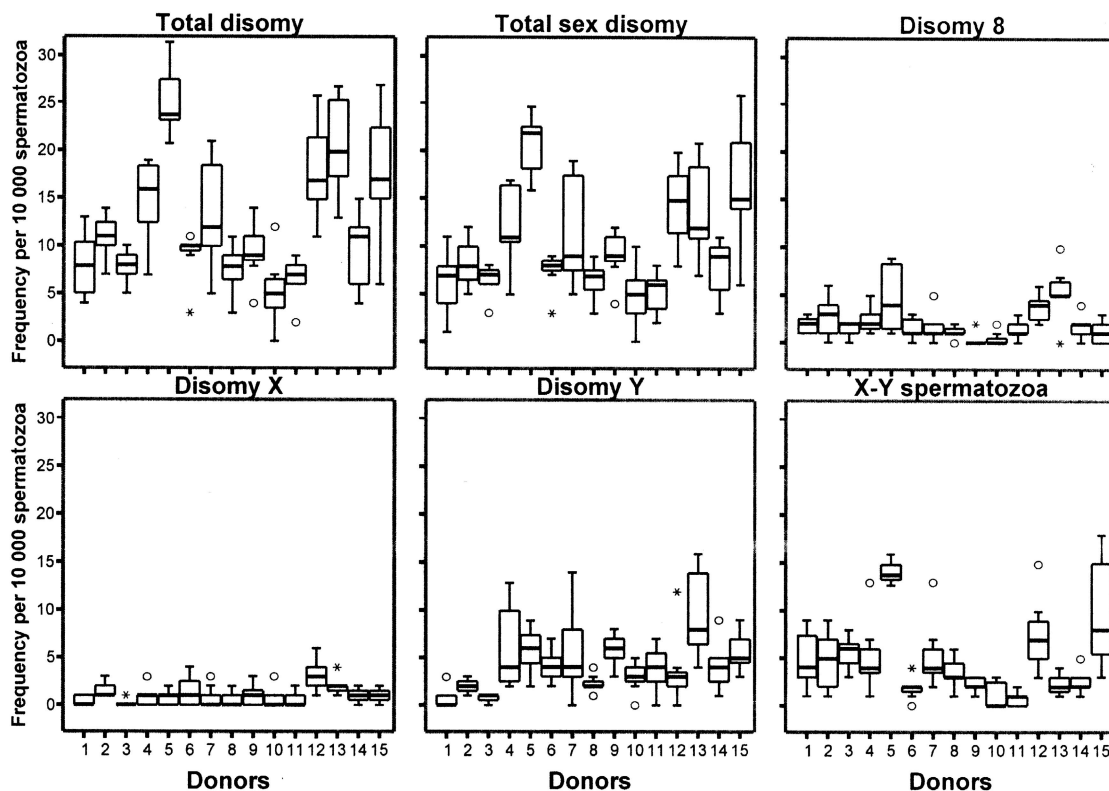 Total disomy
Total sex disomy
Disomy 8
Frequency per 10 000 spermatozoa
30
25
20
15
10
5
0
Disomy X
Disomy Y
X-Y spermatozoa
Frequency per 10 000 spermatozoa
30
25
20
15
10
5
0
1 2 3 4 5 6 7 8 9 10 11 12 13 14 15
1 2 3 4 5 6 7 8 9 10 11 12 13 14 15
1 2 3 4 5 6 7 8 9 10 11 12 13 14 15
Donors
Donors
Donors